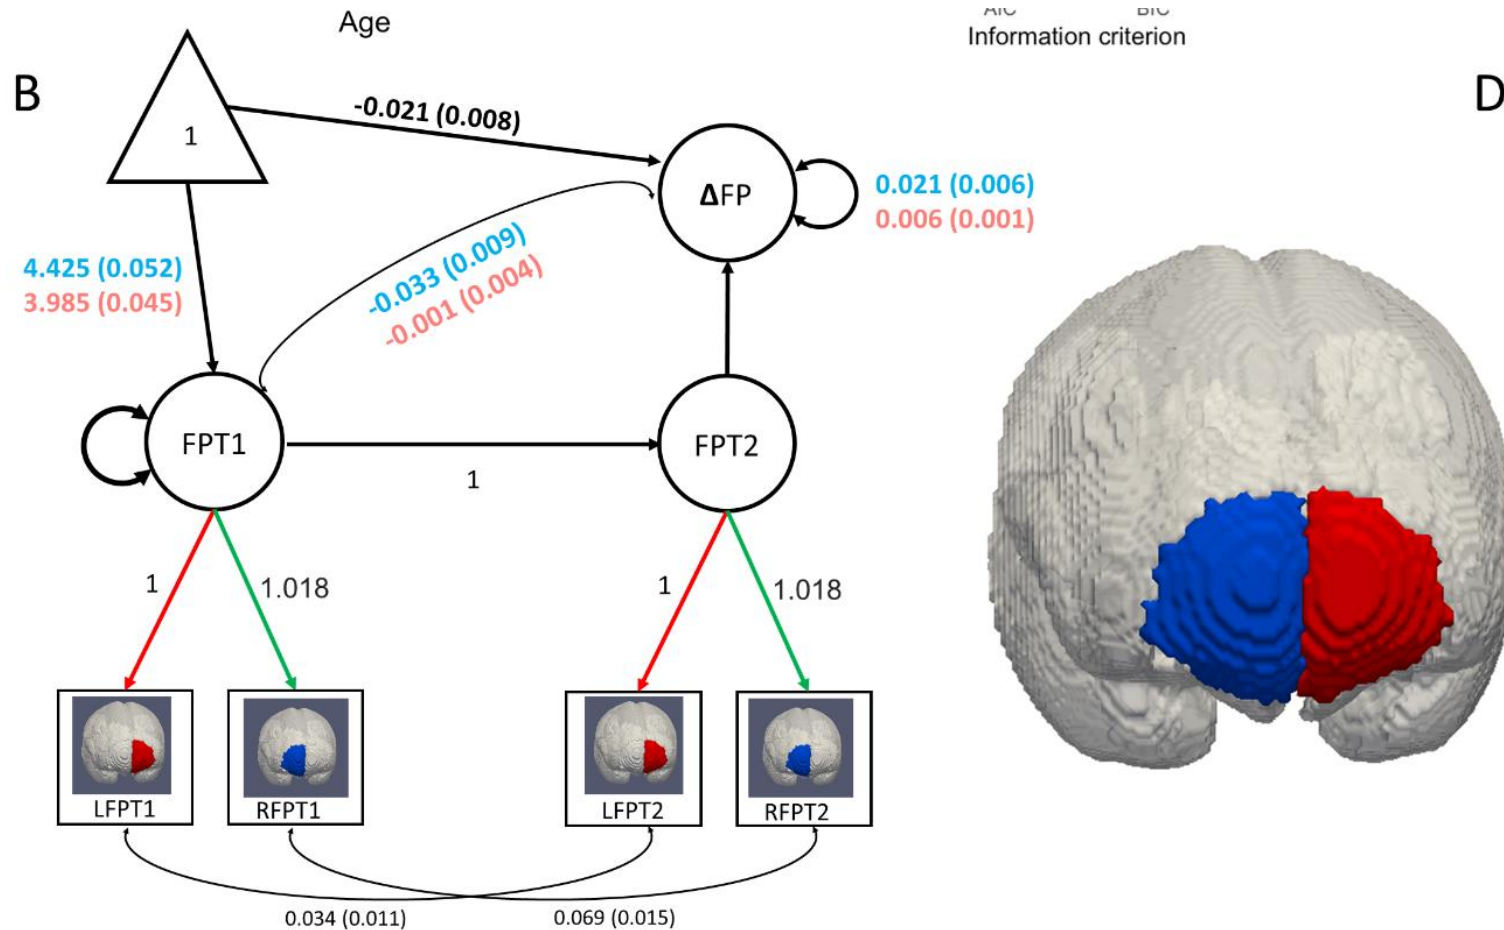 Age
AIC BIC
Information criterion
B
D
1
-0.021 (0.008)
ΔFP
0.021 (0.006)
0.006 (0.001)
4.425 (0.052)
3.985 (0.045)
-0.033 (0.009)
-0.001 (0.004)
FPT1
1
FPT2
1
1.018
1
1.018
LFPT1
RFPT1
LFPT2
RFPT2
0.034 (0.011)
0.069 (0.015)